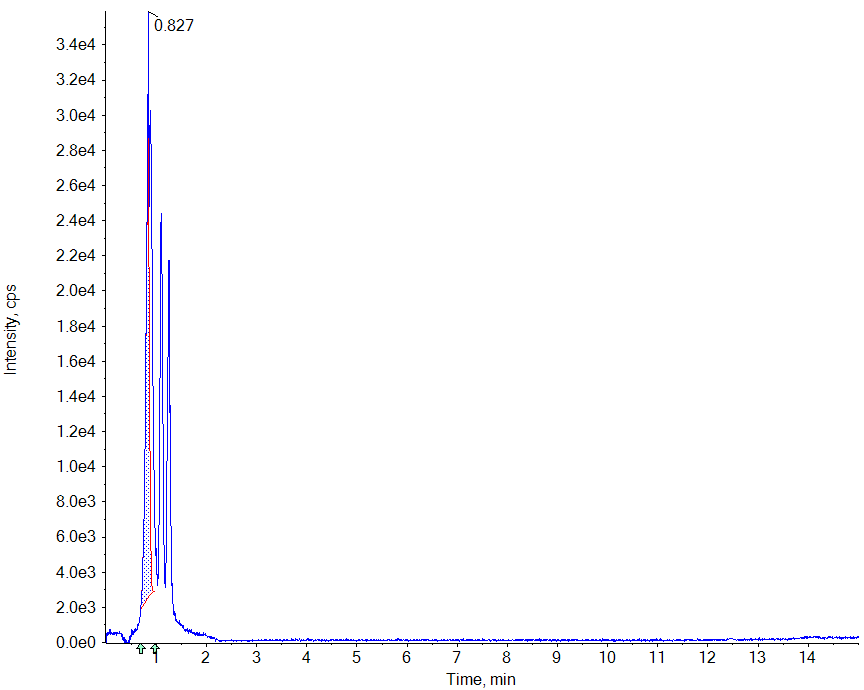 0.827
3.4e4
3.2e4
3.0e4
2.8e4
2.6e4
2.4e4
2.2e4
2.0e4
1.8e4
1.6e4
1.4e4
1.2e4
1.0e4
8.0e3
6.0e3
4.0e3
2.0e3
0.0e0
Intensity, cps
1 2 3 4 5 6 7 8 9 10 11 12 13 14
Time, min